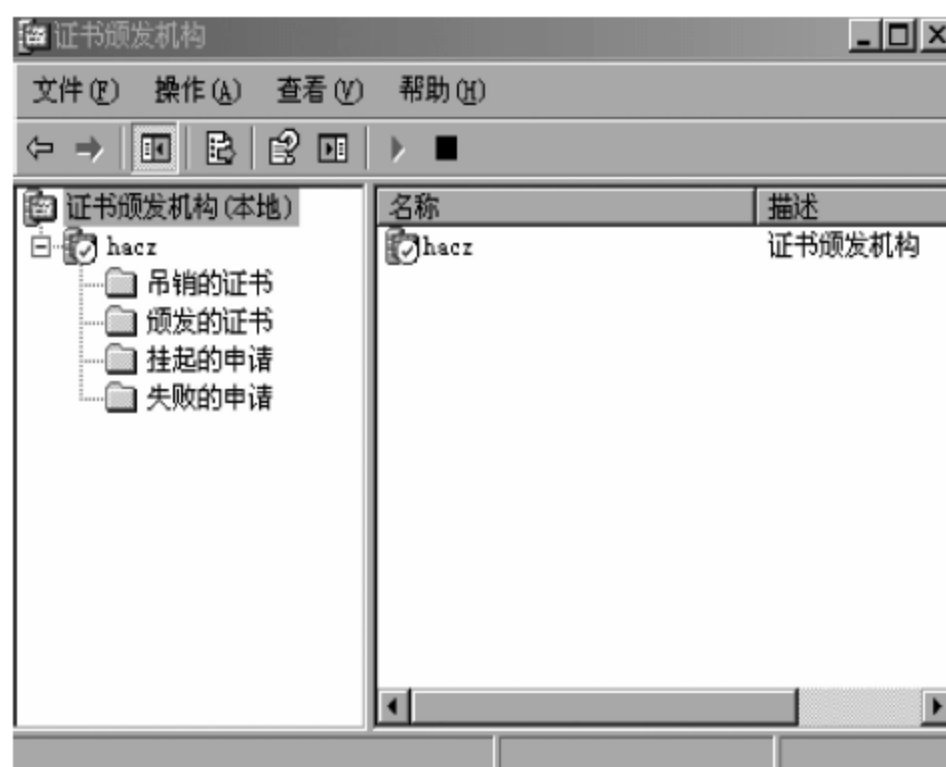 证书颁发机构
文件(F) 操作(A) 查看(V) 帮助(H)
证书颁发机构(本地)
hacz
吊销的证书
颁发的证书
挂起的申请
失败的申请
名称 描述
hacz 证书颁发机构